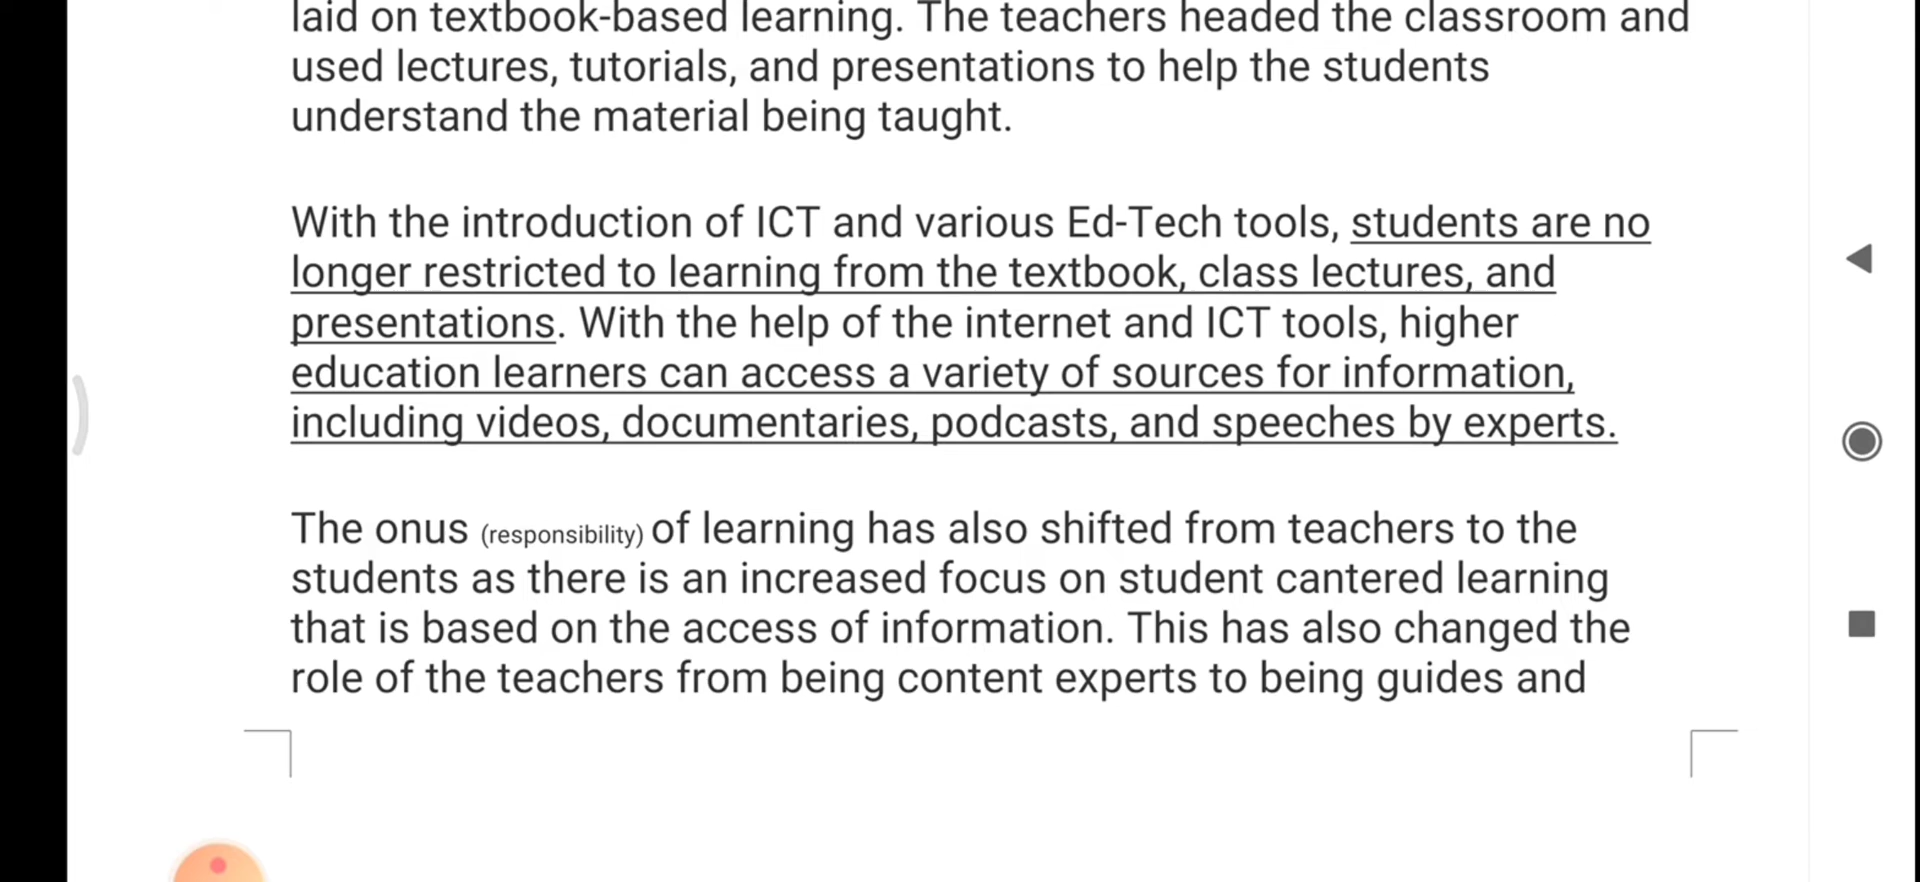 laid on textbook-based learning. The teachers headed the classroom and
used lectures, tutorials, and presentations to help the students
understand the material being taught.
With the introduction of ICT and various Ed-Tech tools, students are no
longer restricted to learning from the textbook, class lectures, and
presentations. With the help of the internet and ICT tools, higher
education learners can access a variety of sources for information,
including videos, documentaries, podcasts, and speeches by experts.
The onus (responsibility) of learning has also shifted from teachers to the
students as there is an increased focus on student cantered learning
that is based on the access of information. This has also changed the
role of the teachers from being content experts to being guides and